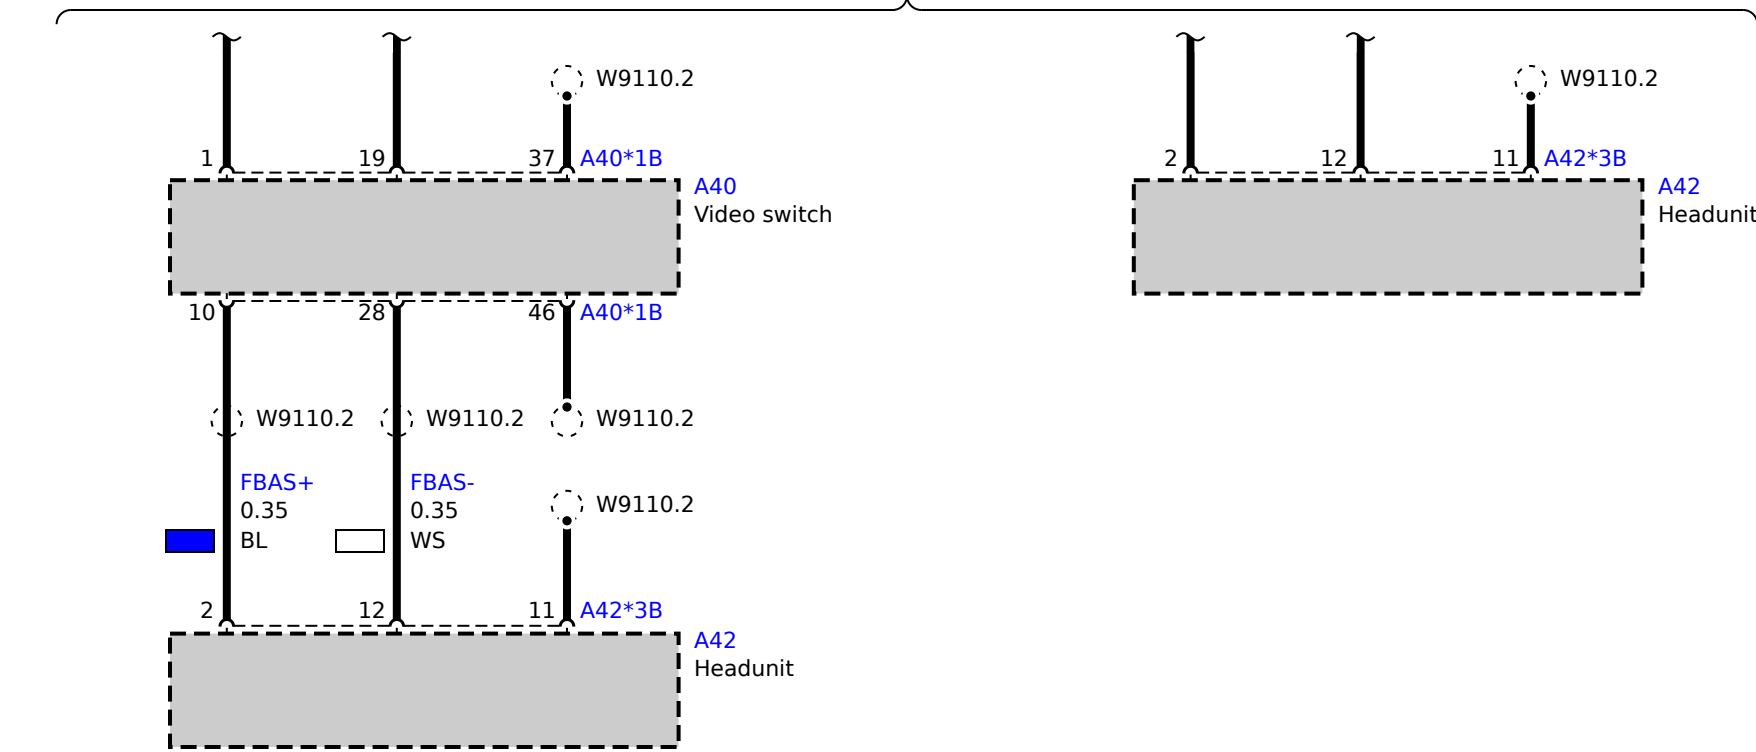 W9110.2
W9110.2
1
19
37
A40*1B
2
12
11
A42*3B
A40
Video switch
A42
Headunit
10
28
46
A40*1B
W9110.2
W9110.2
W9110.2
FBAS+
0.35
BL
FBAS-
0.35
WS
W9110.2
2
12
11
A42*3B
A42
Headunit